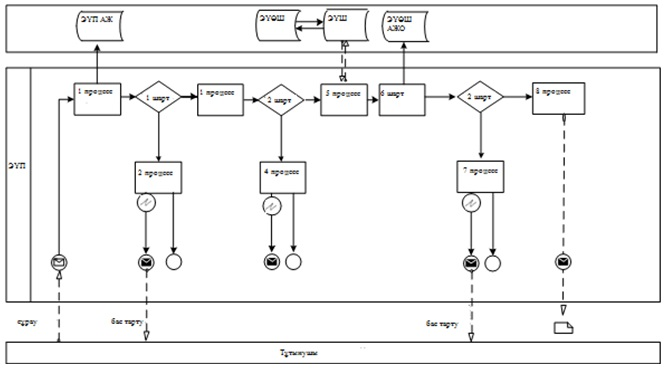 ЭҮП АЖ
ЭҮӨШ
ЭҮШ
ЭҮӨШ
АЖО
ЭҮП
1 процесс
1 шарт
1 процесс
2 шарт
5 процесс
6 шарт
2 шарт
8 процесс
2 процесс
4 процесс
7 процесс
сұрау
бас тарту
бас тарту
Тұтынушы